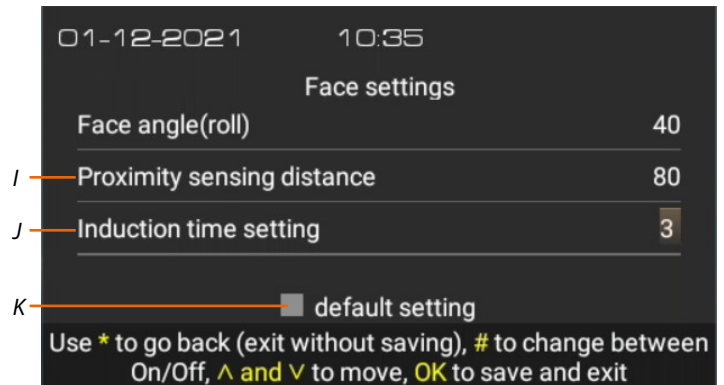 01-12-2021 10:35
Face settings
Face angle(roll) 40
I Proximity sensing distance 80
J Induction time setting 3
K default setting
Use * to go back (exit without saving), # to change between
On/Off, ∧ and ∨ to move, OK to save and exit